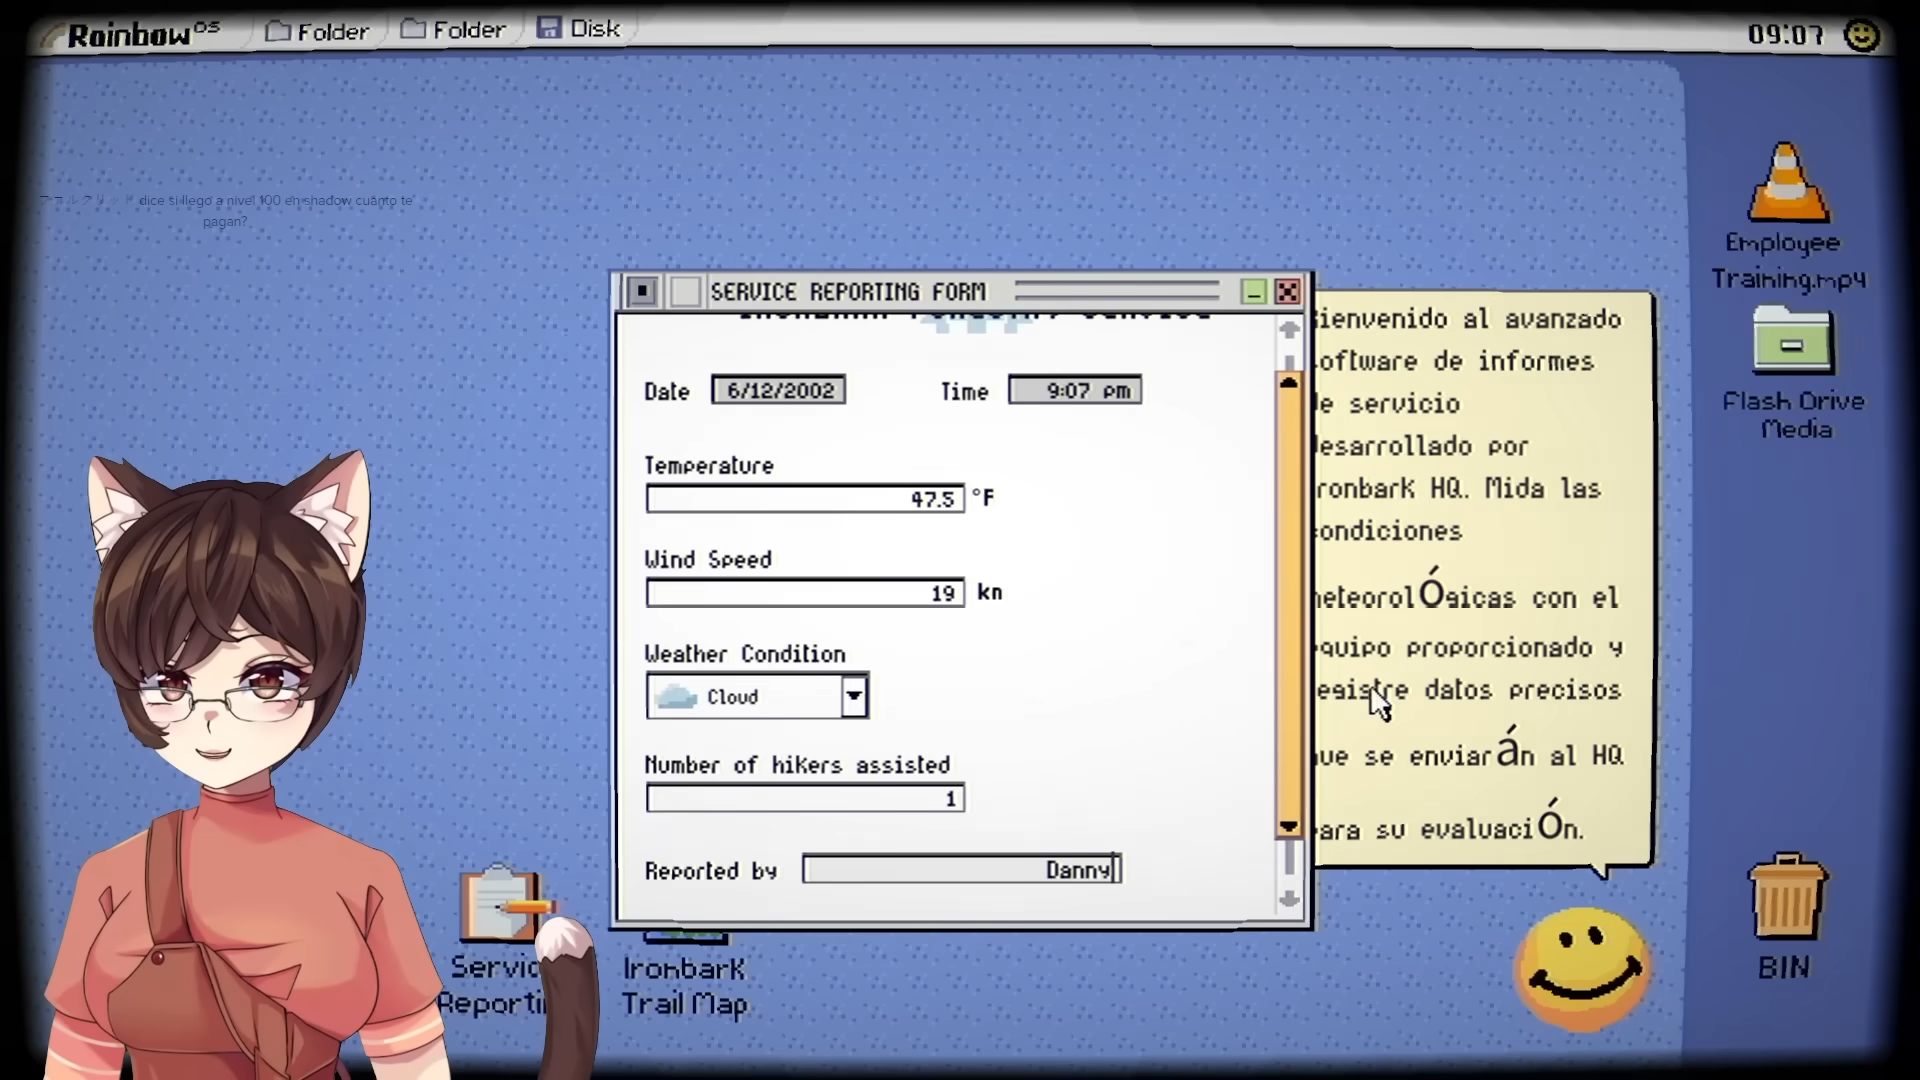 Rainbow OS
Folder
Folder
Disk
09:07
dice si llego a nivel 100 en shadow cuanto te
pagan?
Employee
Training.mp4
Flash Drive
Media
SERVICE REPORTING FORM
Date 6/12/2002 Time 9:07 pm
Temperature
47.5 °F
Wind Speed
19 kn
Weather Condition
Cloud
Number of hikers assisted
1
Reported by Danny
ienvenido al avanzado
oftware de informes
e servicio
esarrollado por
ronbark HQ. Mida las
ondiciones
eteorolÓgicas con el
quipo proporcionado y
egistre datos precisos
ue se enviarán al HQ
ara su evaluaciÓn.
Servic
Reportin
Ironbark
Trail Map
BIN